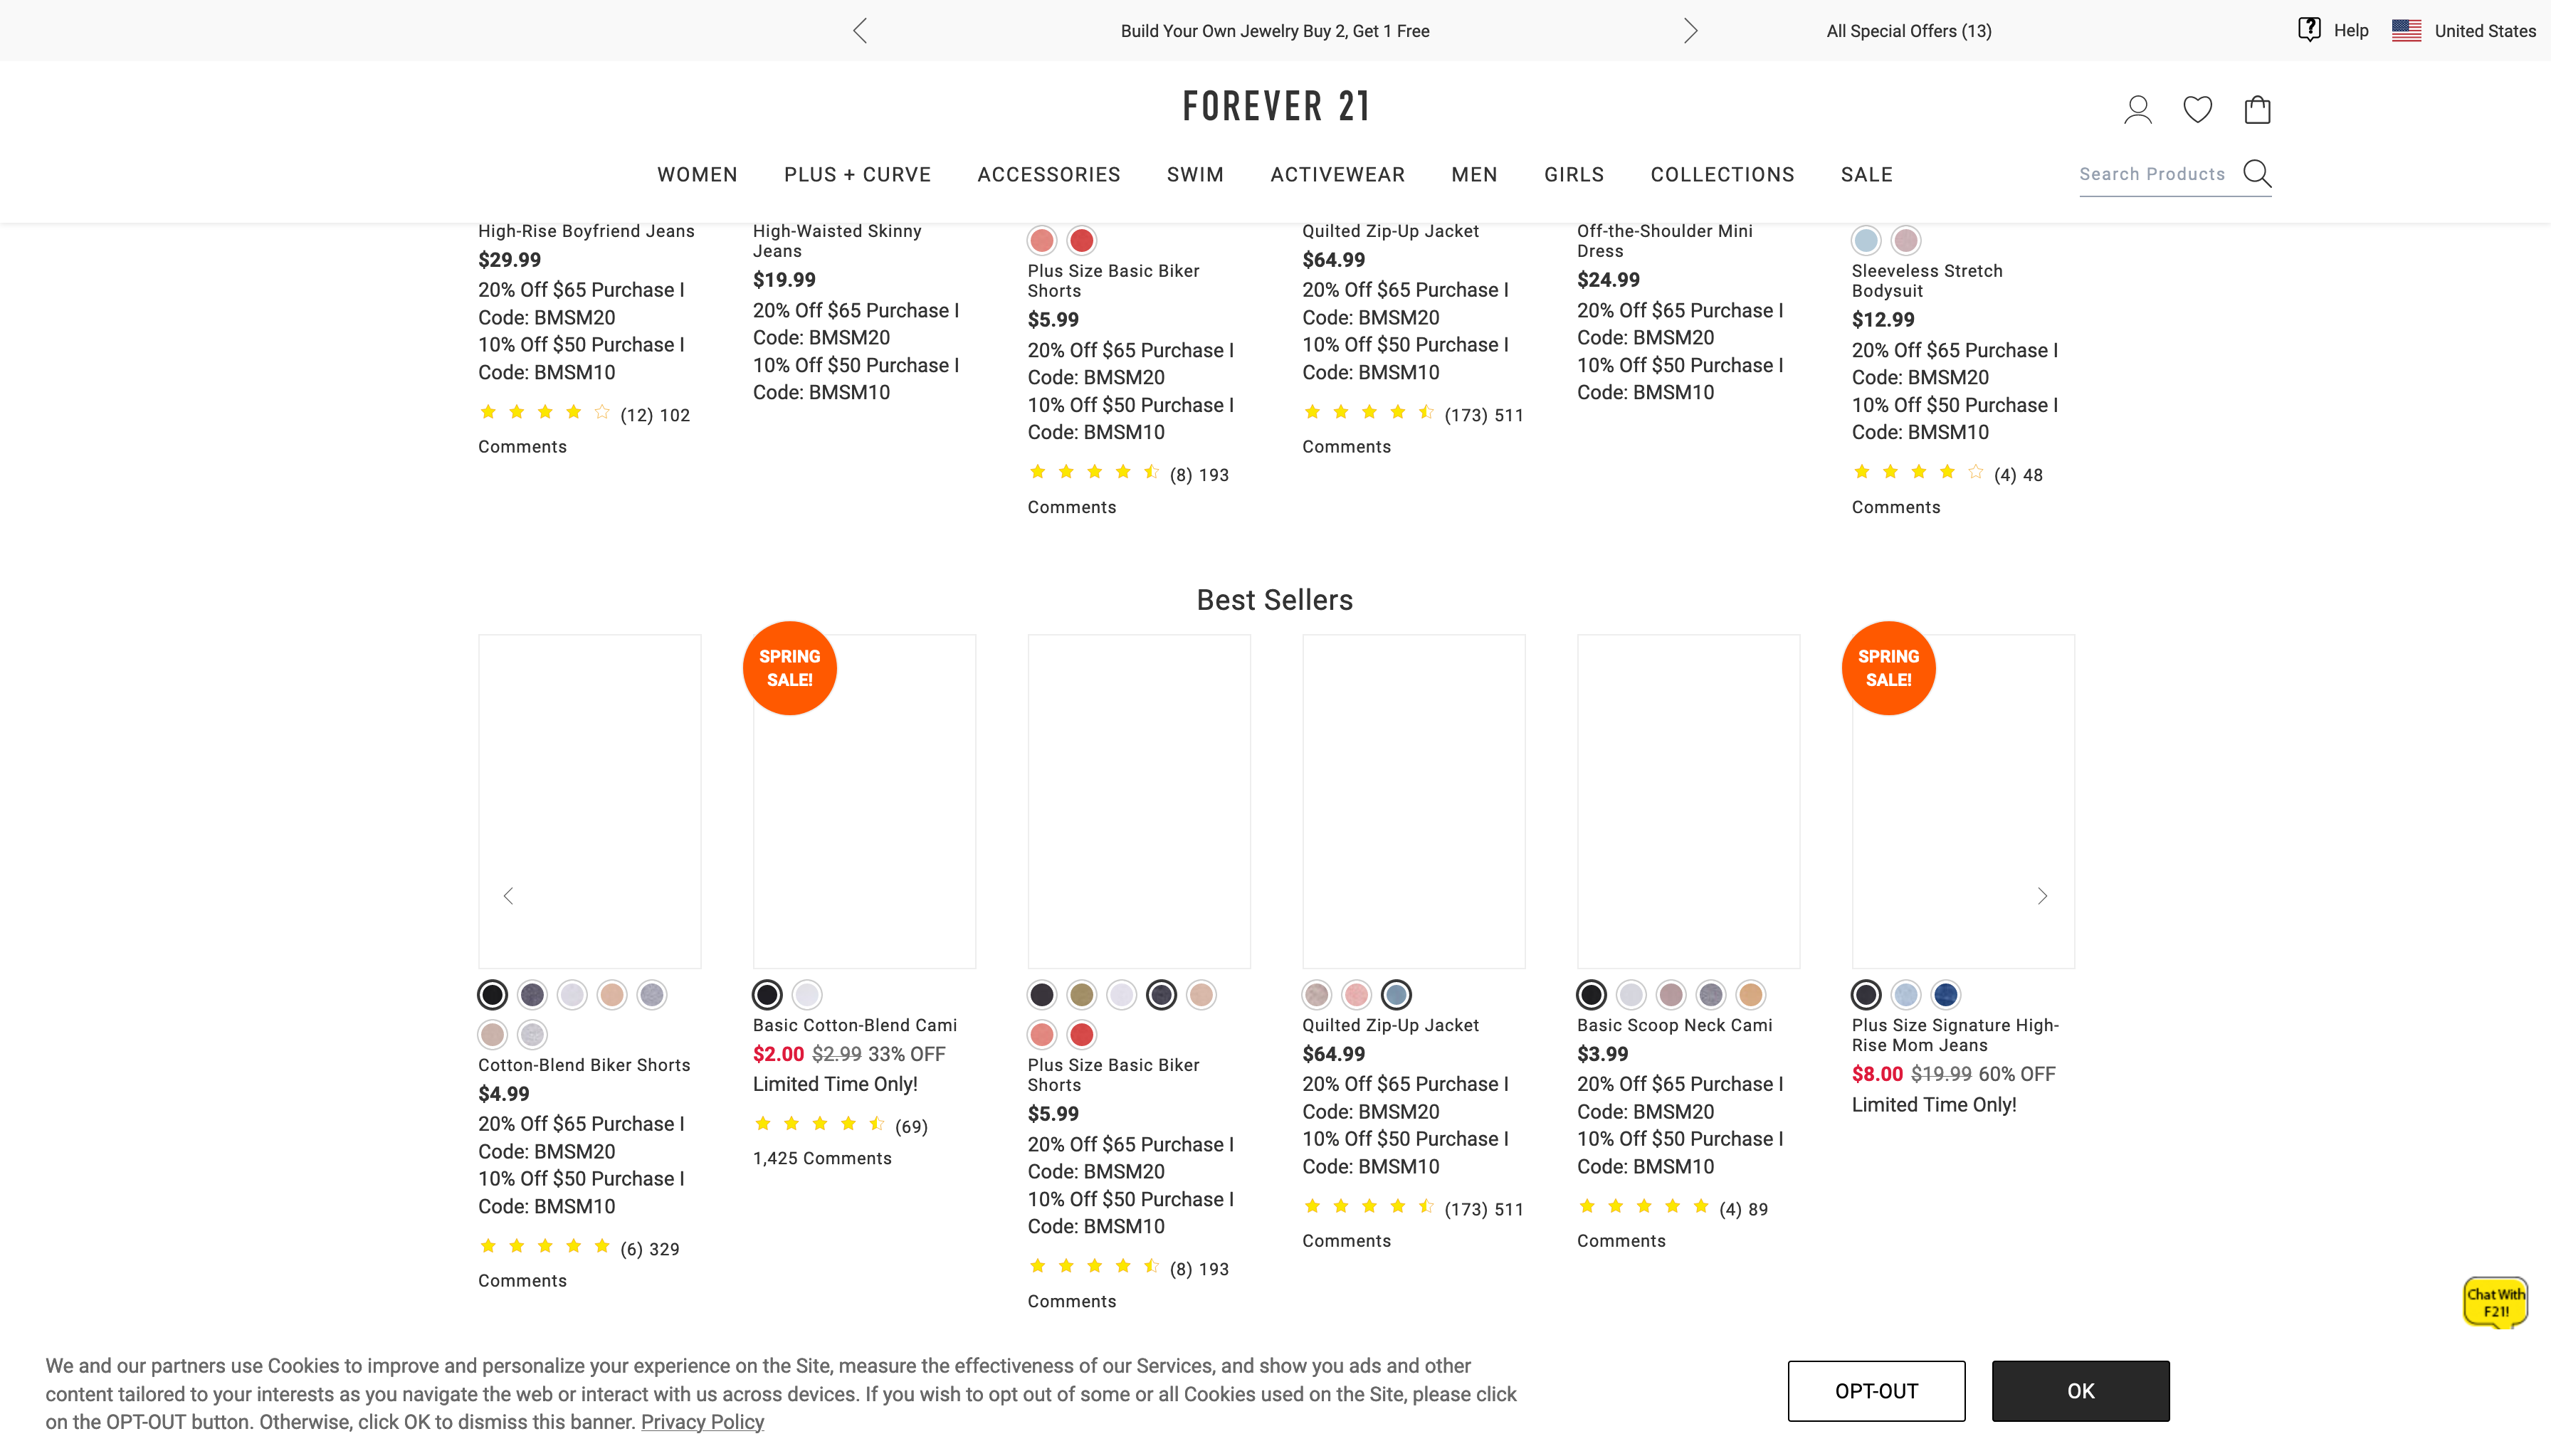 Build Your Own Jewelry Buy 2, Get 1 Free
All Special Offers (13)
Help
United States
FOREVER 21
WOMEN
PLUS + CURVE
ACCESSORIES
SWIM
ACTIVEWEAR
MEN
GIRLS
COLLECTIONS
SALE
Search Products
High-Rise Boyfriend Jeans
$29.99
20% Off $65 Purchase I
Code: BMSM20
10% Off $50 Purchase I
Code: BMSM10
(12) 102
Comments
High-Waisted Skinny
Jeans
$19.99
20% Off $65 Purchase I
Code: BMSM20
10% Off $50 Purchase I
Code: BMSM10
Plus Size Basic Biker
Shorts
$5.99
20% Off $65 Purchase I
Code: BMSM20
10% Off $50 Purchase I
Code: BMSM10
(8) 193
Comments
Quilted Zip-Up Jacket
$64.99
20% Off $65 Purchase I
Code: BMSM20
10% Off $50 Purchase I
Code: BMSM10
(173) 511
Comments
Off-the-Shoulder Mini
Dress
$24.99
20% Off $65 Purchase I
Code: BMSM20
10% Off $50 Purchase I
Code: BMSM10
Sleeveless Stretch
Bodysuit
$12.99
20% Off $65 Purchase I
Code: BMSM20
10% Off $50 Purchase I
Code: BMSM10
(4) 48
Comments
Best Sellers
Cotton-Blend Biker Shorts
$4.99
20% Off $65 Purchase I
Code: BMSM20
10% Off $50 Purchase I
Code: BMSM10
(6) 329
Comments
SPRING
SALE!
Basic Cotton-Blend Cami
$2.00 $2.99 33% OFF
Limited Time Only!
(69)
1,425 Comments
Plus Size Basic Biker
Shorts
$5.99
20% Off $65 Purchase I
Code: BMSM20
10% Off $50 Purchase I
Code: BMSM10
(8) 193
Comments
Quilted Zip-Up Jacket
$64.99
20% Off $65 Purchase I
Code: BMSM20
10% Off $50 Purchase I
Code: BMSM10
(173) 511
Comments
Basic Scoop Neck Cami
$3.99
20% Off $65 Purchase I
Code: BMSM20
10% Off $50 Purchase I
Code: BMSM10
(4) 89
Comments
SPRING
SALE!
Plus Size Signature High-
Rise Mom Jeans
$8.00 $19.99 60% OFF
Limited Time Only!
Chat With
F21!
We and our partners use Cookies to improve and personalize your experience on the Site, measure the effectiveness of our Services, and show you ads and other
content tailored to your interests as you navigate the web or interact with us across devices. If you wish to opt out of some or all Cookies used on the Site, please click
on the OPT-OUT button. Otherwise, click OK to dismiss this banner. Privacy Policy
OPT-OUT
OK